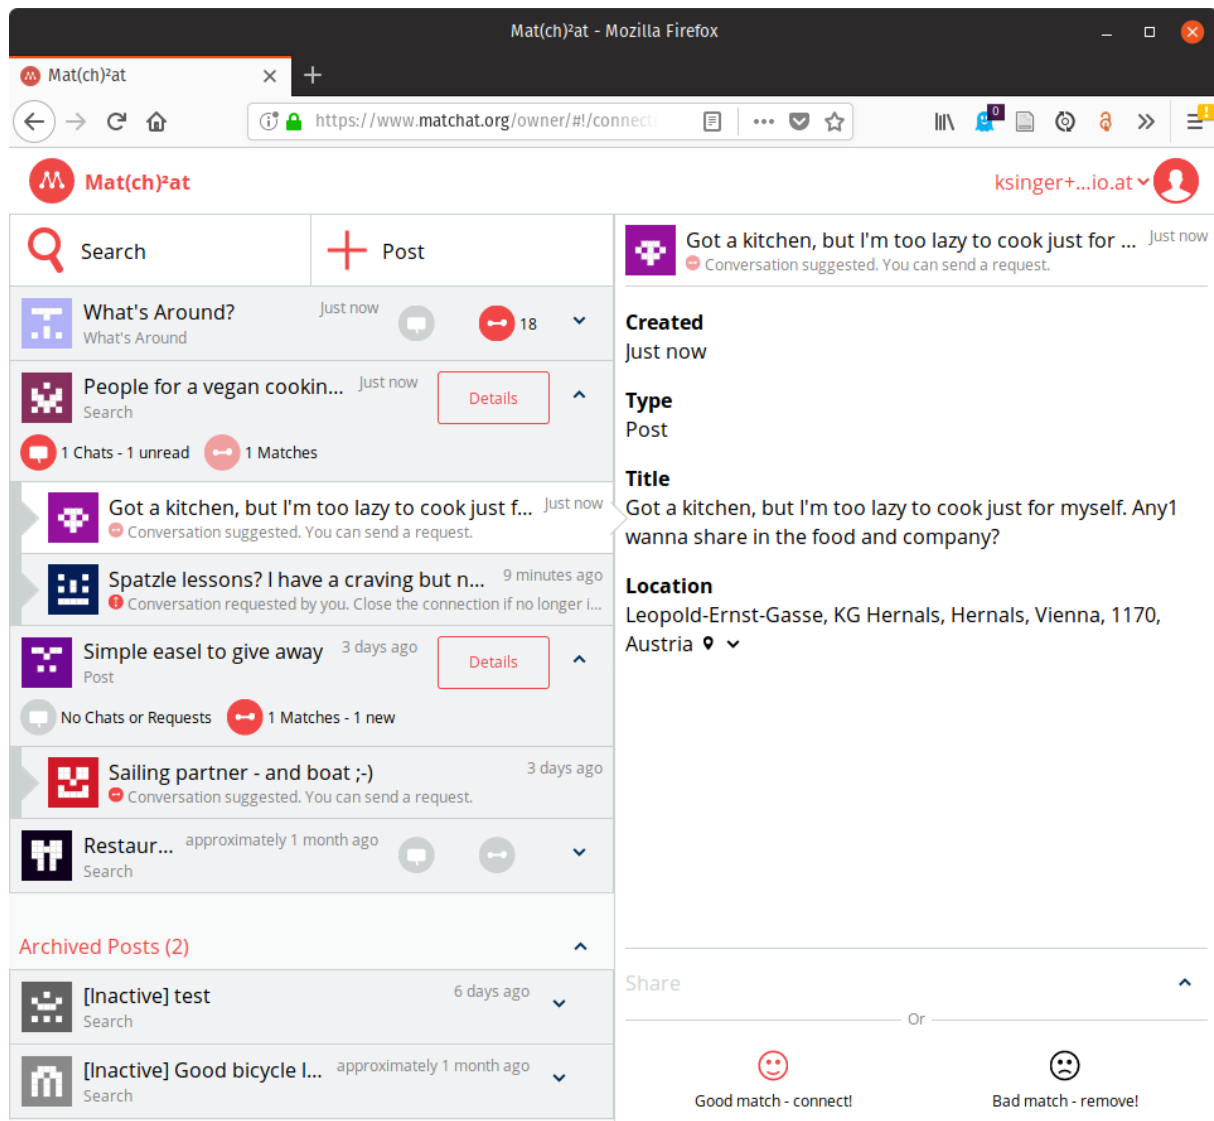 Mat(ch)²at - Mozilla Firefox
Mat(ch)²at
https://www.matchat.org/owner/#!/connect
0
Mat(ch)²at
ksinger+...io.at
Search
Post
What's Around?
Just now
18
What's Around
People for a vegan cookin...
Just now
Details
Search
1 Chats - 1 unread
1 Matches
Got a kitchen, but I'm too lazy to cook just f...
Just now
Conversation suggested. You can send a request.
Spatzle lessons? I have a craving but n...
9 minutes ago
Conversation requested by you. Close the connection if no longer i...
Simple easel to give away
3 days ago
Details
Post
No Chats or Requests
1 Matches - 1 new
Sailing partner - and boat ;-)
3 days ago
Conversation suggested. You can send a request.
Restaur...
approximately 1 month ago
Search
Archived Posts (2)
[Inactive] test
6 days ago
Search
[Inactive] Good bicycle l...
approximately 1 month ago
Search
Got a kitchen, but I'm too lazy to cook just for ...
Just now
Conversation suggested. You can send a request.
Created
Just now
Type
Post
Title
Got a kitchen, but I'm too lazy to cook just for myself. Any1
wanna share in the food and company?
Location
Leopold-Ernst-Gasse, KG Hernals, Hernals, Vienna, 1170,
Austria
Share
Or
Good match - connect!
Bad match - remove!